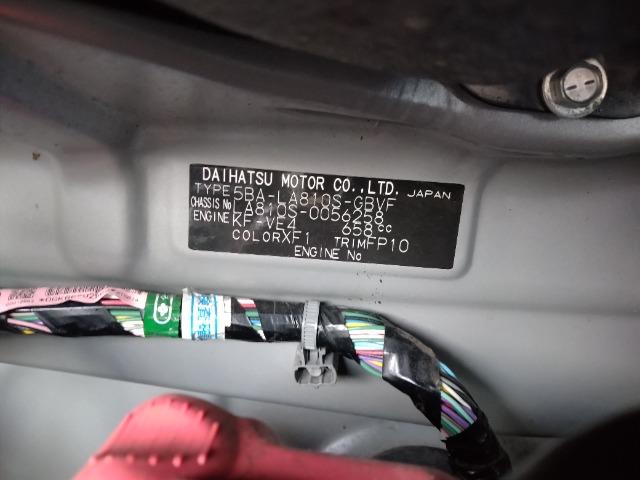 DAIHATSU MOTOR CO.,LTD. JAPAN
TYPE 5BA-LA810S-GBVF
CHASSIS No LA810S-0056258
ENGINE KF-VE4 658cc
COLOR XF1 TRIM FP10
ENGINE No